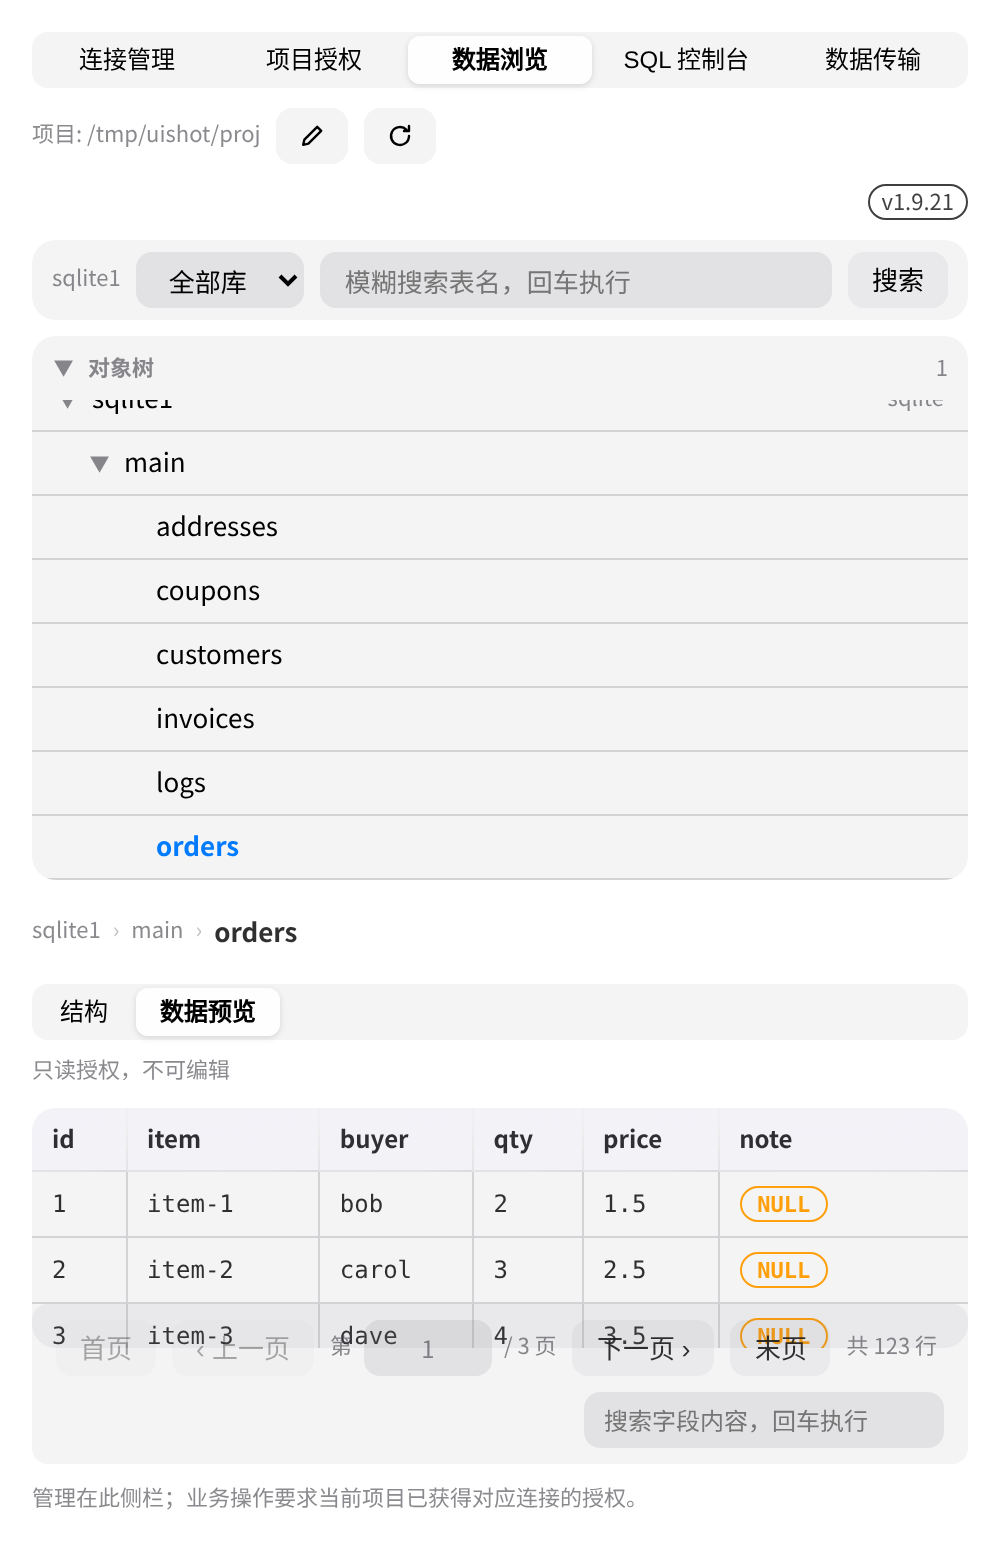 连接管理 项目授权 数据浏览 SQL 控制台 数据传输
项目: /tmp/uishot/proj
v1.9.21
sqlite1 全部库 模糊搜索表名，回车执行 搜索
▼ 对象树 1
▼ sqlite1 sqlite
▼ main
addresses
coupons
customers
invoices
logs
orders
sqlite1 › main › orders
结构 数据预览
只读授权，不可编辑
id item buyer qty price note
1 item-1 bob 2 1.5 NULL
2 item-2 carol 3 2.5 NULL
3 item-3 dave 4 3.5 NULL
首页 ‹ 上一页 第 1 / 3 页 下一页 › 末页 共 123 行
搜索字段内容，回车执行
管理在此侧栏；业务操作要求当前项目已获得对应连接的授权。